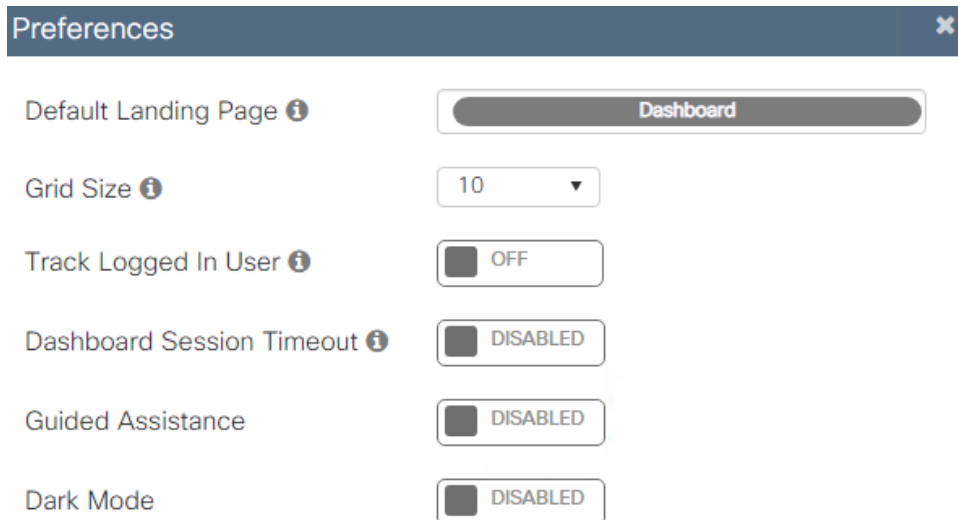 Preferences
Default Landing Page
Dashboard
Grid Size
10
Track Logged In User
OFF
Dashboard Session Timeout
DISABLED
Guided Assistance
DISABLED
Dark Mode
DISABLED